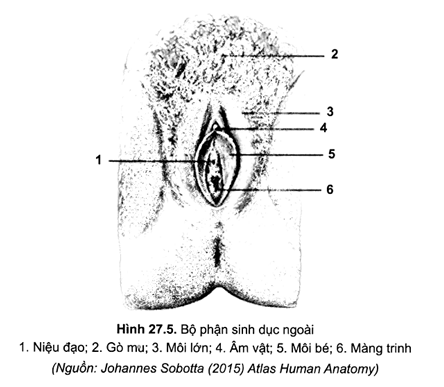 2
3
4
1
5
6
Hình 27.5. Bộ phận sinh dục ngoài
1. Niệu đạo; 2. Gò mu; 3. Môi lớn; 4. Âm vật; 5. Môi bé; 6. Màng trinh
(Nguồn: Johannes Sobotta (2015) Atlas Human Anatomy)